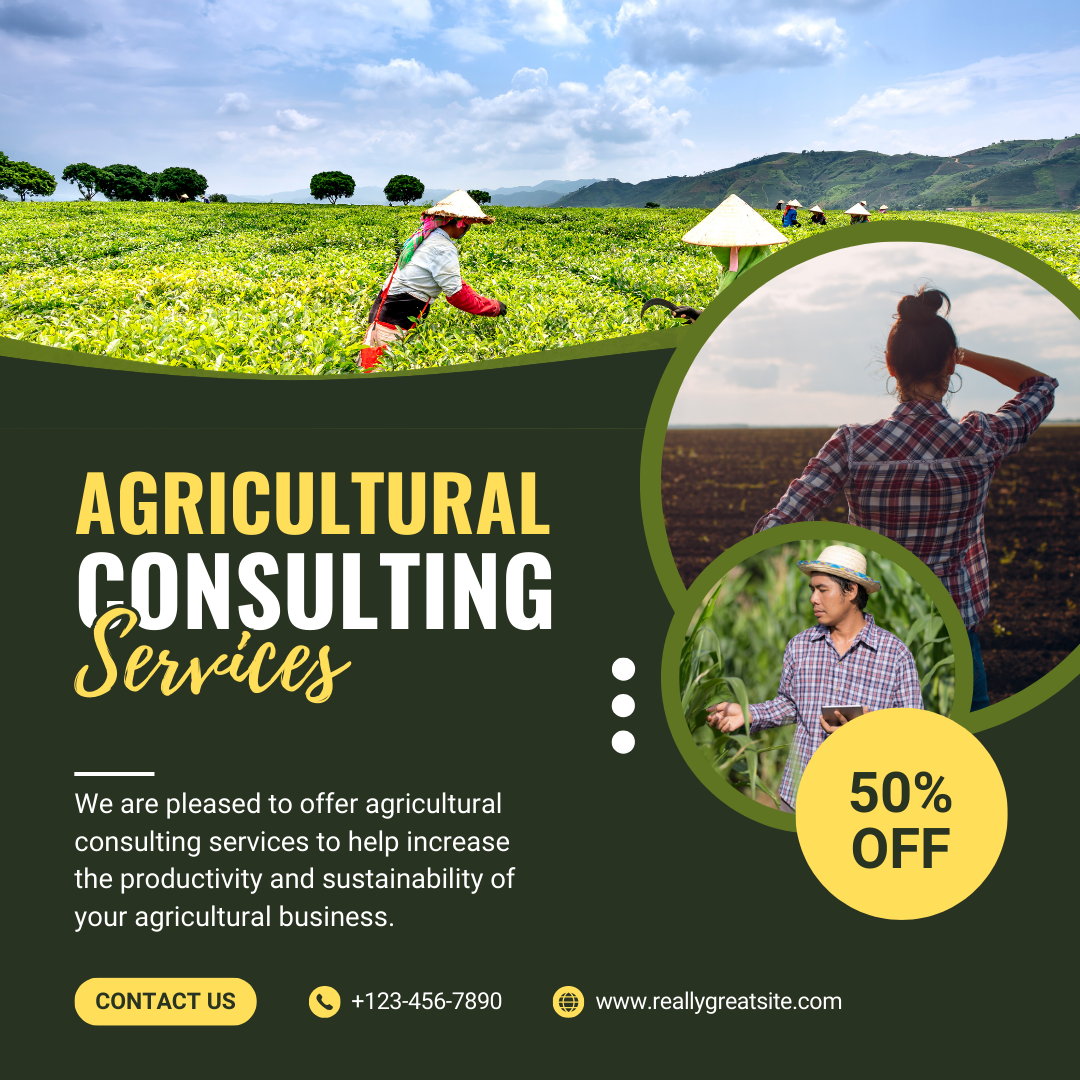 AGRICULTURAL
CONSULTING
Services
We are pleased to offer agricultural
consulting services to help increase
the productivity and sustainability of
your agricultural business.
50%
OFF
CONTACT US
+123-456-7890
www.reallygreatsite.com